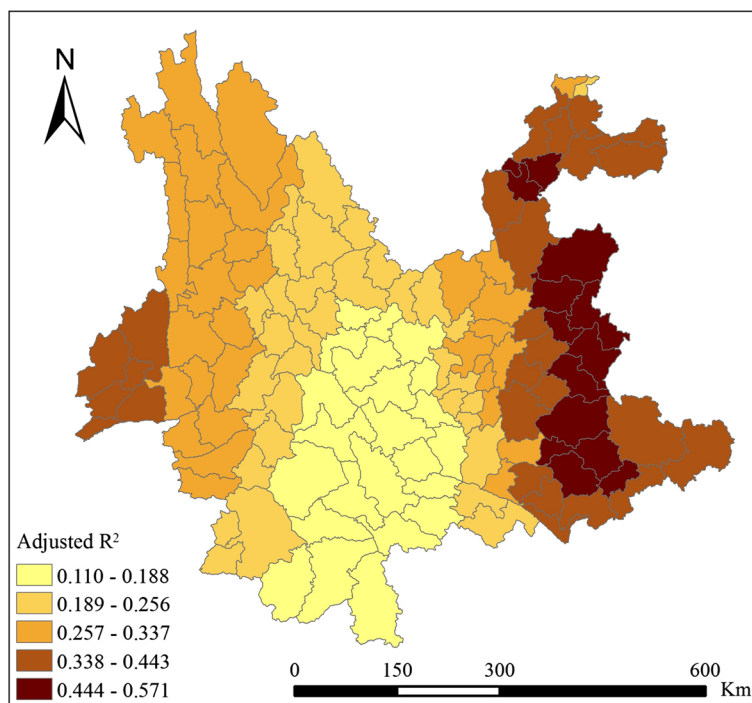 N
Adjusted R²
0.110 - 0.188
0.189 - 0.256
0.257 - 0.337
0.338 - 0.443
0.444 - 0.571
0 150 300 600
Km